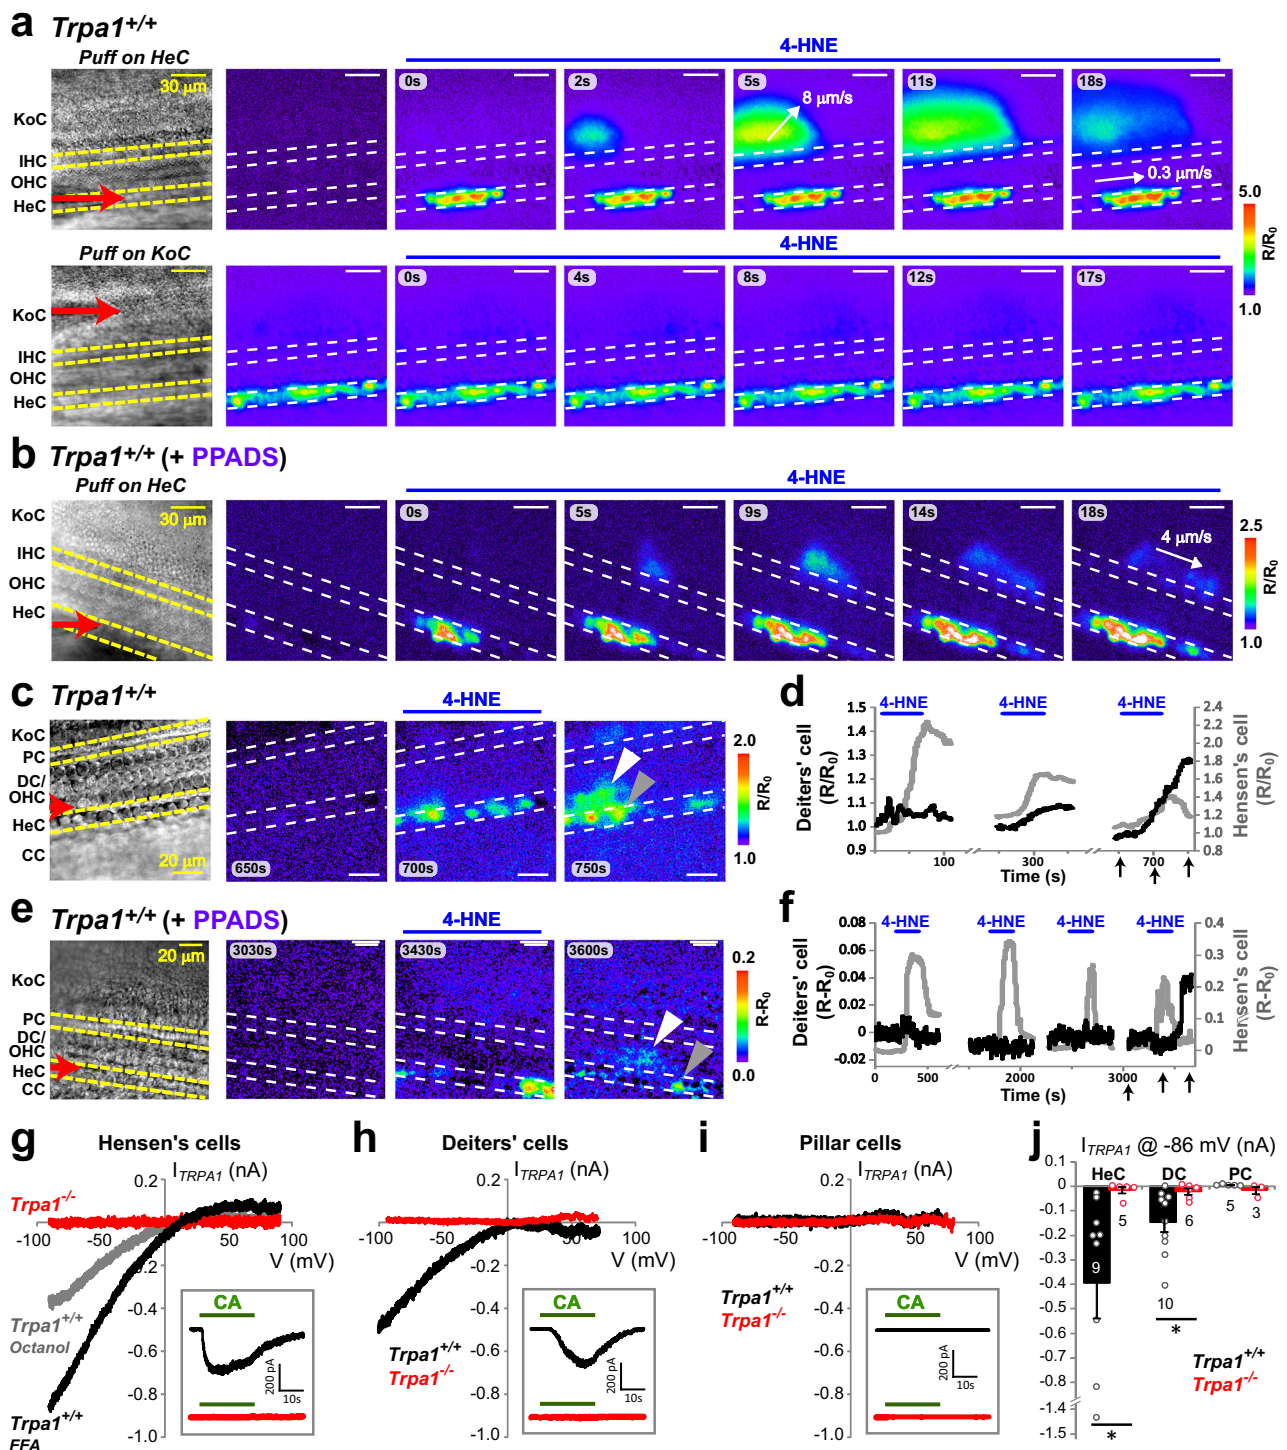 a Trpa1+/+
Puff on HeC
4-HNE
30 µm
KoC
IHC
OHC
HeC
0s
2s
5s
8 µm/s
11s
18s
0.3 µm/s
5.0
R/R0
1.0
Puff on KoC
4-HNE
KoC
IHC
OHC
HeC
0s
4s
8s
12s
17s
b Trpa1+/+ (+ PPADS)
Puff on HeC
4-HNE
30 µm
KoC
IHC
OHC
HeC
0s
5s
9s
14s
18s
4 µm/s
2.5
R/R0
1.0
c Trpa1+/+
4-HNE
KoC
PC
DC/
OHC
HeC
CC
20 µm
650s
700s
750s
2.0
R/R0
1.0
d
4-HNE 4-HNE 4-HNE
1.5
1.4
1.3
1.2
1.1
1.0
0.9
Deiters' cell
(R/R0)
2.4
2.2
2.0
1.8
1.6
1.4
1.2
1.0
0.8
Hensen's cell
(R/R0)
100 300 700
Time (s)
e Trpa1+/+ (+ PPADS)
4-HNE
20 µm
KoC
PC
DC/
OHC
HeC
CC
3030s
3430s
3600s
0.2
R-R0
0.0
f
4-HNE 4-HNE 4-HNE 4-HNE
0.08
0.06
0.04
0.02
0
-0.02
Deiters' cell
(R-R0)
0.4
0.3
0.2
0.1
0
Hensen's cell
(R-R0)
0 500 2000 3000
Time (s)
g Hensen's cells
ITRPA1 (nA)
0.2
Trpa1-/-
-100 -50 50 100
V (mV)
-0.2
-0.4
-0.6
-0.8
-1.0
Trpa1+/+
Octanol
Trpa1+/+
FFA
CA
200 pA
10s
h Deiters' cells
ITRPA1 (nA)
0.2
-100 -50 50 100
V (mV)
-0.2
-0.4
-0.6
-0.8
-1.0
Trpa1+/+
Trpa1-/-
CA
200 pA
10s
i Pillar cells
ITRPA1 (nA)
0.2
-100 -50 50 100
V (mV)
-0.2
-0.4
-0.6
-0.8
-1.0
Trpa1+/+
Trpa1-/-
CA
200 pA
10s
j ITRPA1 @ -86 mV (nA)
HeC DC PC
0.1
0
-0.1
-0.2
-0.3
-0.4
-0.5
-0.6
-0.7
-0.8
-1.4
-1.5
9 5 10 6 5 3
*
*
Trpa1+/+
Trpa1-/-